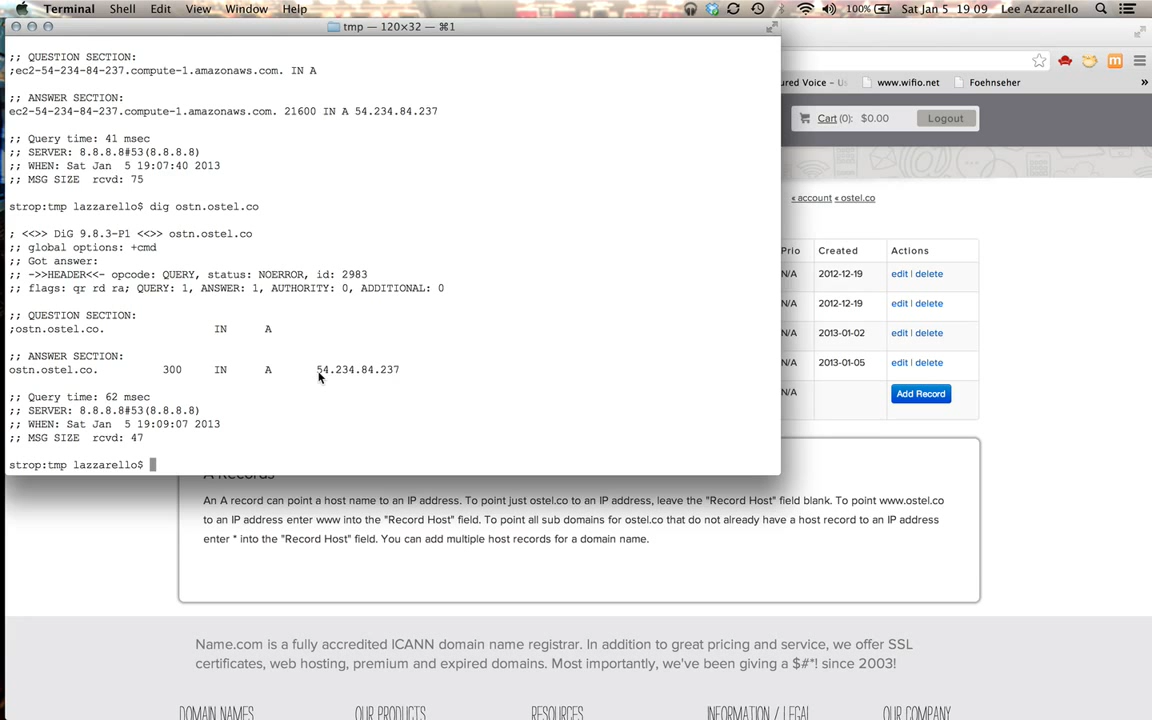 Terminal Shell Edit View Window Help 100% Sat Jan 5 19 09 Lee Azzarello
tmp — 120×32 — ⌘1
;; QUESTION SECTION:
;ec2-54-234-84-237.compute-1.amazonaws.com. IN A
;; ANSWER SECTION:
ec2-54-234-84-237.compute-1.amazonaws.com. 21600 IN A 54.234.84.237
;; Query time: 41 msec
;; SERVER: 8.8.8.8#53(8.8.8.8)
;; WHEN: Sat Jan 5 19:07:40 2013
;; MSG SIZE rcvd: 75
strop:tmp lazzarello$ dig ostn.ostel.co
; <<>> DiG 9.8.3-P1 <<>> ostn.ostel.co
;; global options: +cmd
;; Got answer:
;; ->>HEADER<<- opcode: QUERY, status: NOERROR, id: 2983
;; flags: qr rd ra; QUERY: 1, ANSWER: 1, AUTHORITY: 0, ADDITIONAL: 0
;; QUESTION SECTION:
;ostn.ostel.co. IN A
;; ANSWER SECTION:
ostn.ostel.co. 300 IN A 54.234.84.237
;; Query time: 62 msec
;; SERVER: 8.8.8.8#53(8.8.8.8)
;; WHEN: Sat Jan 5 19:09:07 2013
;; MSG SIZE rcvd: 47
strop:tmp lazzarello$
ured Voice – Us www.wifio.net Foehnseher »
Cart (0): $0.00 Logout
« account « ostel.co
Prio Created Actions
N/A 2012-12-19 edit | delete
N/A 2012-12-19 edit | delete
N/A 2013-01-02 edit | delete
N/A 2013-01-05 edit | delete
N/A Add Record
A Records
An A record can point a host name to an IP address. To point just ostel.co to an IP address, leave the "Record Host" field blank. To point www.ostel.co
to an IP address enter www into the "Record Host" field. To point all sub domains for ostel.co that do not already have a host record to an IP address
enter * into the "Record Host" field. You can add multiple host records for a domain name.
Name.com is a fully accredited ICANN domain name registrar. In addition to great pricing and service, we offer SSL
certificates, web hosting, premium and expired domains. Most importantly, we've been giving a $#*! since 2003!
DOMAIN NAMES OUR PRODUCTS RESOURCES INFORMATION / LEGAL OUR COMPANY